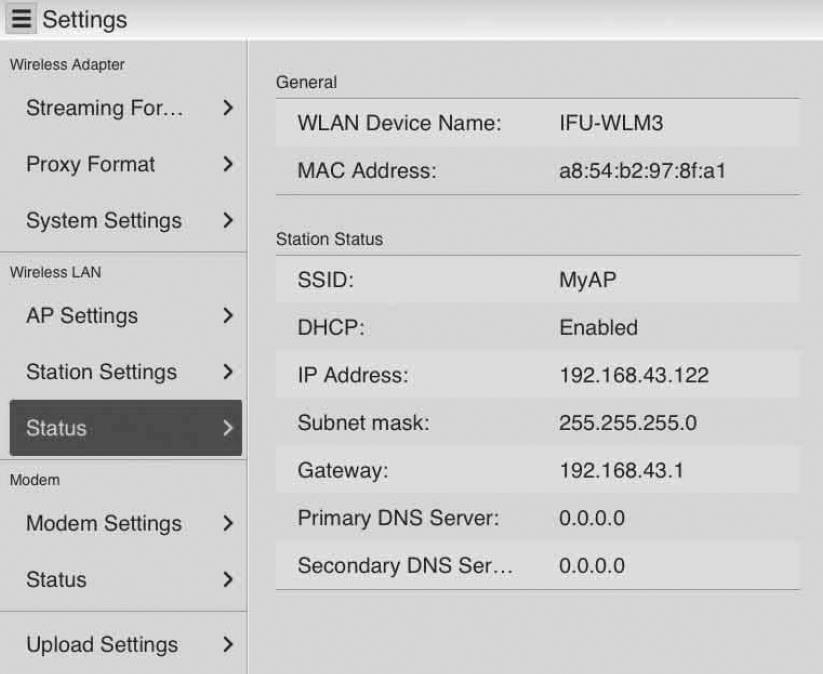 Settings
Wireless Adapter
Streaming For...
Proxy Format
System Settings
Wireless LAN
AP Settings
Station Settings
Status
Modem
Modem Settings
Status
Upload Settings
General
WLAN Device Name: IFU-WLM3
MAC Address: a8:54:b2:97:8f:a1
Station Status
SSID: MyAP
DHCP: Enabled
IP Address: 192.168.43.122
Subnet mask: 255.255.255.0
Gateway: 192.168.43.1
Primary DNS Server: 0.0.0.0
Secondary DNS Ser... 0.0.0.0